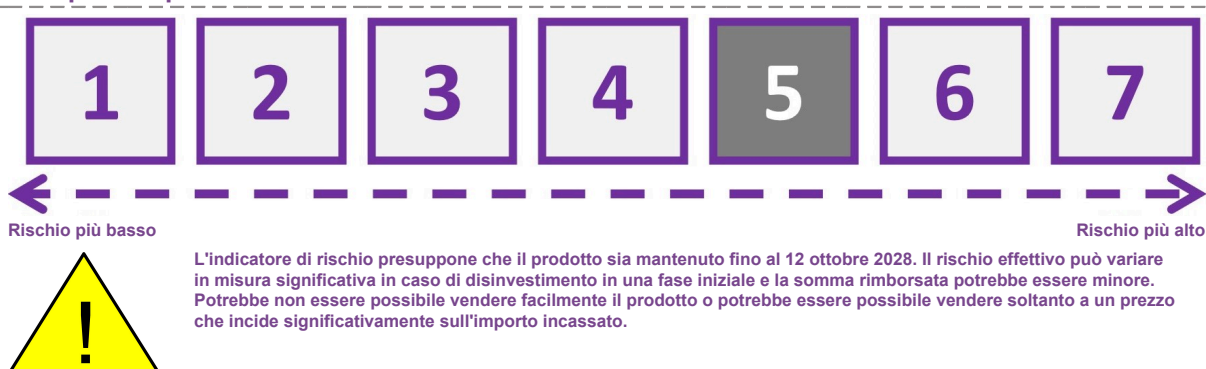 1 2 3 4 5 6 7
Rischio più basso Rischio più alto
L'indicatore di rischio presuppone che il prodotto sia mantenuto fino al 12 ottobre 2028. Il rischio effettivo può variare
in misura significativa in caso di disinvestimento in una fase iniziale e la somma rimborsata potrebbe essere minore.
Potrebbe non essere possibile vendere facilmente il prodotto o potrebbe essere possibile vendere soltanto a un prezzo
che incide significativamente sull'importo incassato.
!